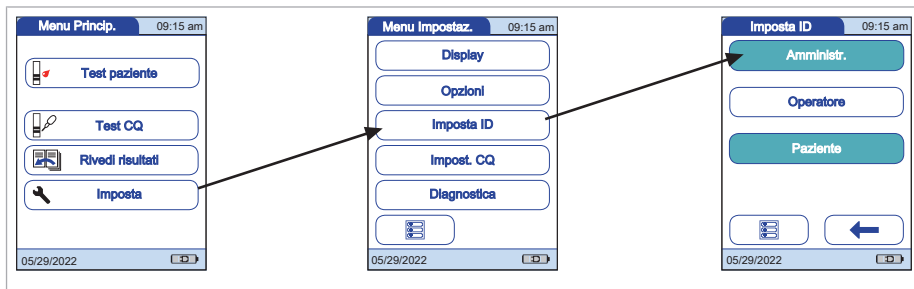 Menu Princip. 09:15 am
Test paziente
Test CQ
Rivedi risultati
Imposta
05/29/2022
Menu Impostaz. 09:15 am
Display
Opzioni
Imposta ID
Impost. CQ
Diagnostica
05/29/2022
Imposta ID 09:15 am
Amministr.
Operatore
Paziente
05/29/2022